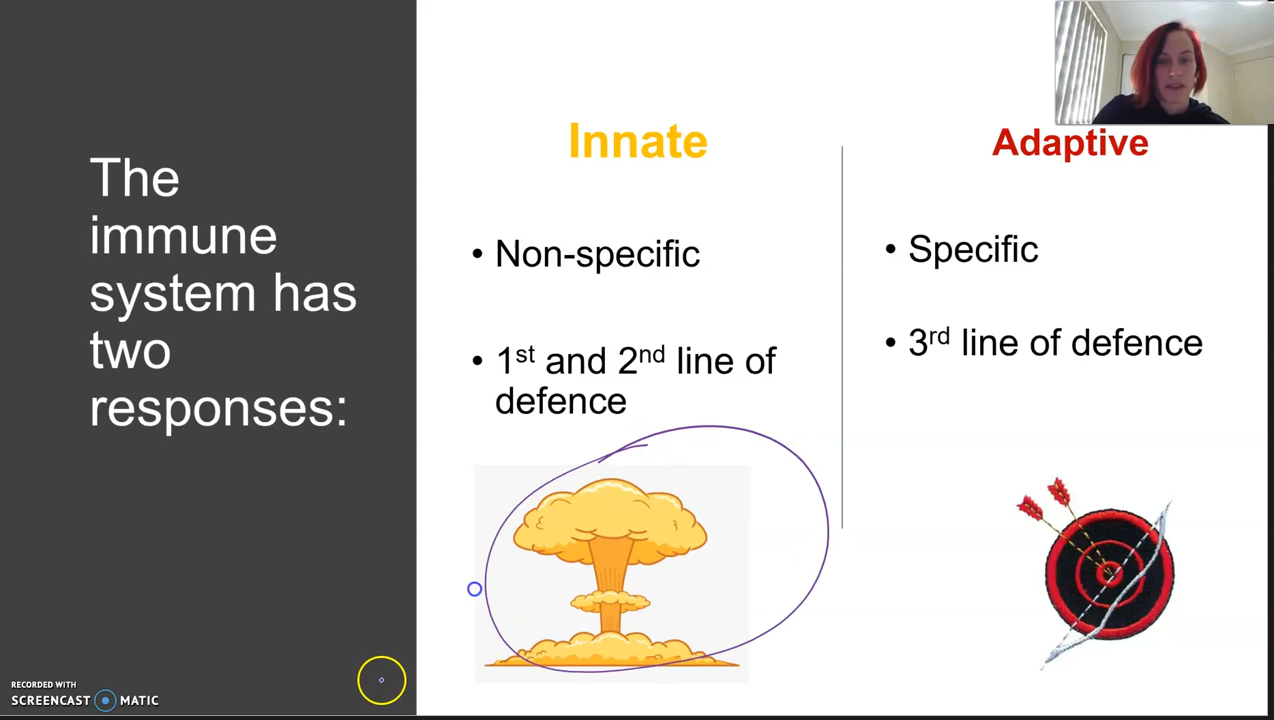 The
immune
system has
two
responses:
Innate
• Non-specific
• 1st and 2nd line of
defence
Adaptive
• Specific
• 3rd line of defence
RECORDED WITH
SCREENCAST MATIC